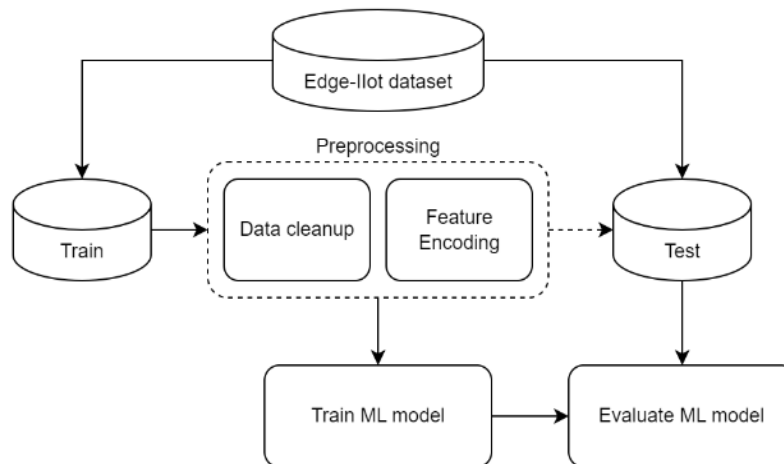 Edge-IIot dataset
Preprocessing
Train
Data cleanup
Feature
Encoding
Test
Train ML model
Evaluate ML model